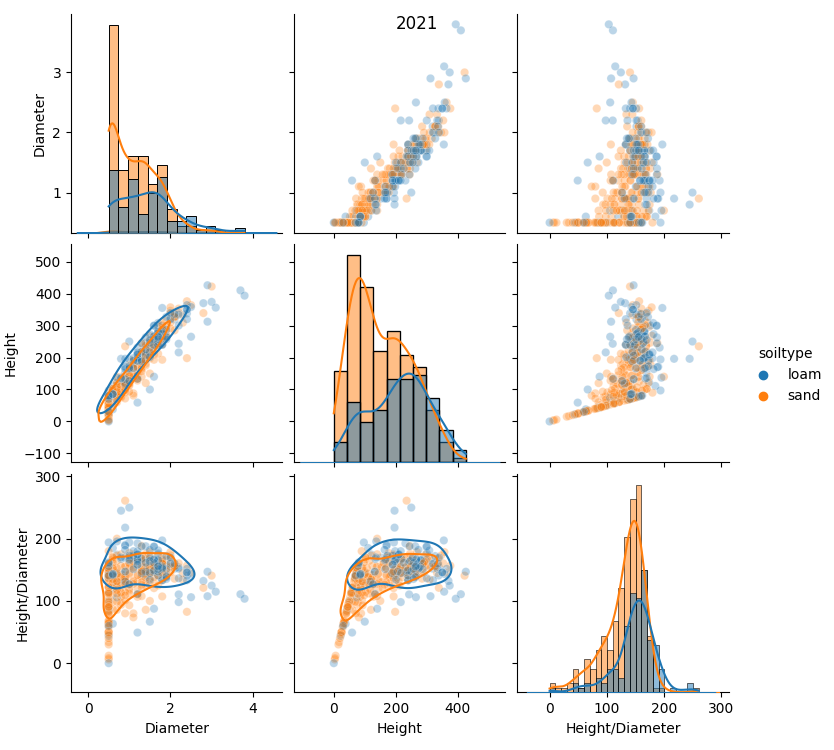 2021
3
2
1
Diameter
500
400
300
200
100
0
−100
Height
soiltype
loam
sand
300
200
100
0
Height/Diameter
0 2 4
0 200 400
0 100 200 300
Diameter
Height
Height/Diameter